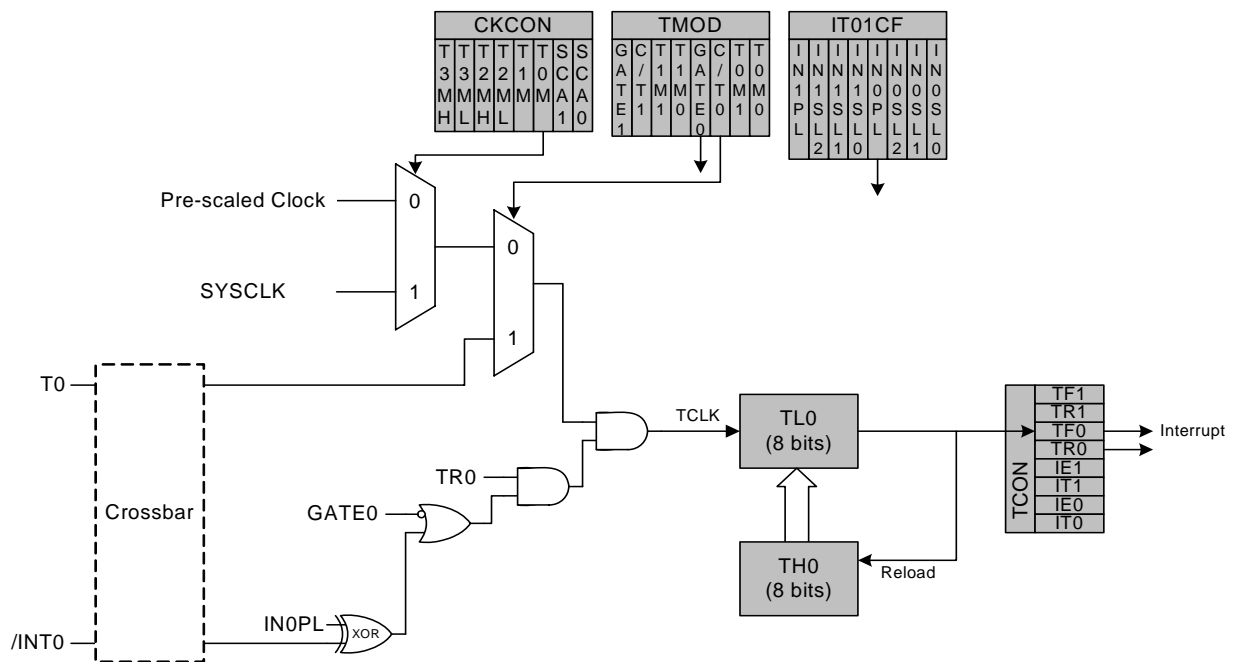 CKCON
T3MH
T3ML
T2MH
T2ML
T1M
T0M
SCA1
SCA0
TMOD
GATE1
C/T1
T1M1
T1M0
GATE0
C/T0
T0M1
T0M0
IT01CF
IN1PL
IN1SL2
IN1SL1
IN1SL0
IN0PL
IN0SL2
IN0SL1
IN0SL0
Pre-scaled Clock
0
SYSCLK
1
0
1
T0
Crossbar
/INT0
TR0
GATE0
IN0PL
XOR
TCLK
TL0
(8 bits)
TH0
(8 bits)
Reload
TCON
TF1
TR1
TF0
TR0
IE1
IT1
IE0
IT0
Interrupt